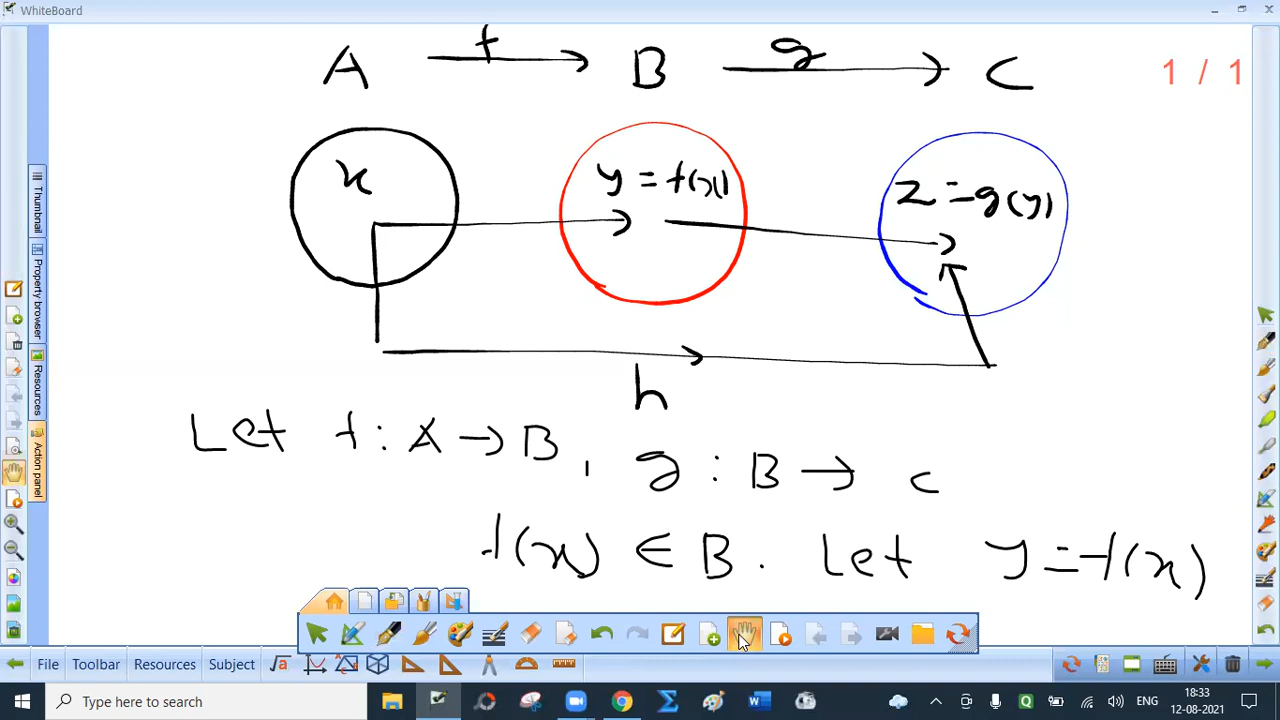 WhiteBoard
A f B g C
1 / 1
x
y = f(x)
z = g(y)
h
Let f : A → B , g : B → C
f(x) ∈ B . Let y = f(x)
Thumbnail
Property browser
Resources
Action panel
File Toolbar Resources Subject
Type here to search
ENG
18:33
12-08-2021